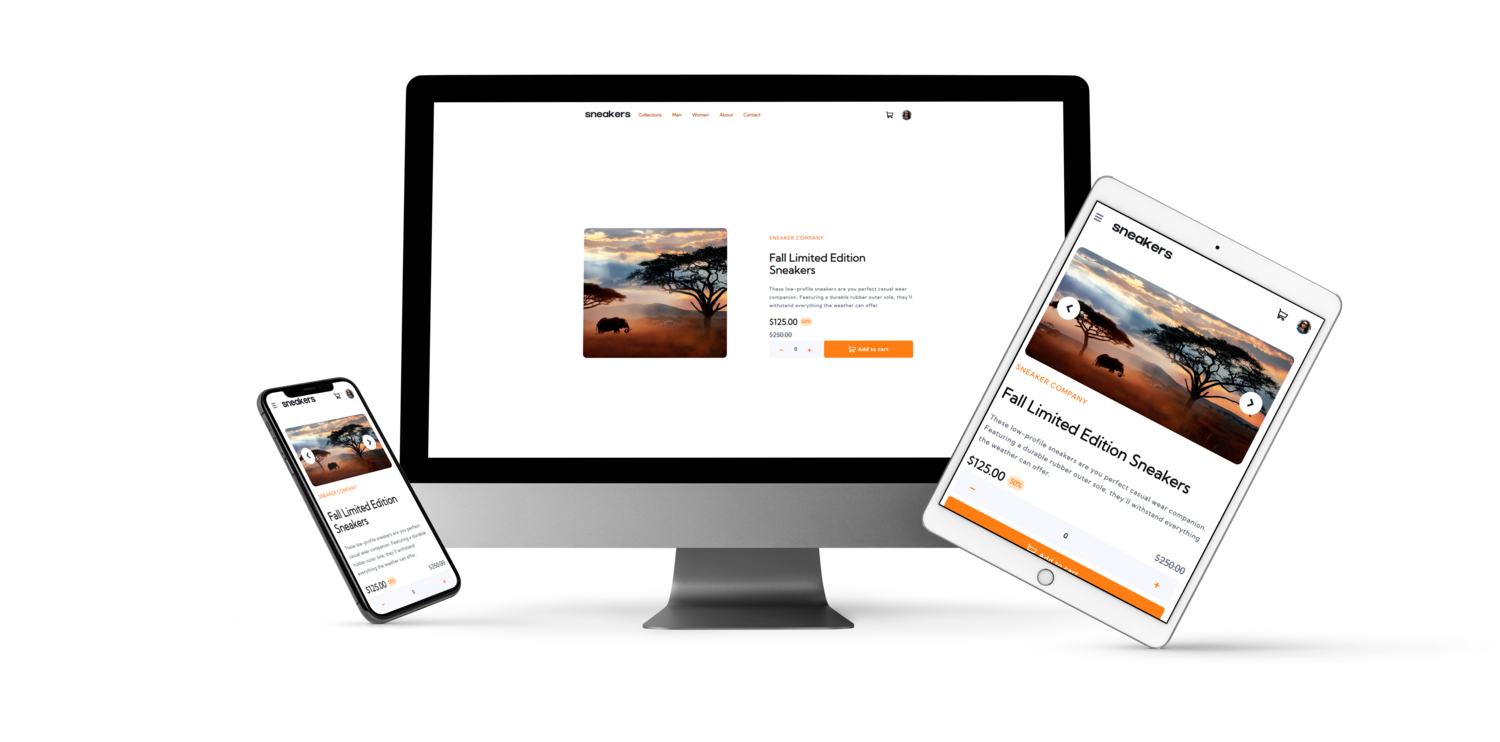 sneakers Collections Men Women About Contact
SNEAKER COMPANY
Fall Limited Edition
Sneakers
These low-profile sneakers are you perfect casual wear
companion. Featuring a durable rubber outer sole, they'll
withstand everything the weather can offer.
$125.00 50%
$250.00
- 0 + Add to cart
sneakers
SNEAKER COMPANY
Fall Limited Edition
Sneakers
These low-profile sneakers are you perfect
casual wear companion. Featuring a durable
rubber outer sole, they'll withstand
everything the weather can offer.
$125.00 50% $250.00
- 0 +
sneakers
SNEAKER COMPANY
Fall Limited Edition Sneakers
These low-profile sneakers are you perfect casual wear companion.
Featuring a durable rubber outer sole, they'll withstand everything
the weather can offer.
$125.00 50% $250.00
- 0 +
Add to cart